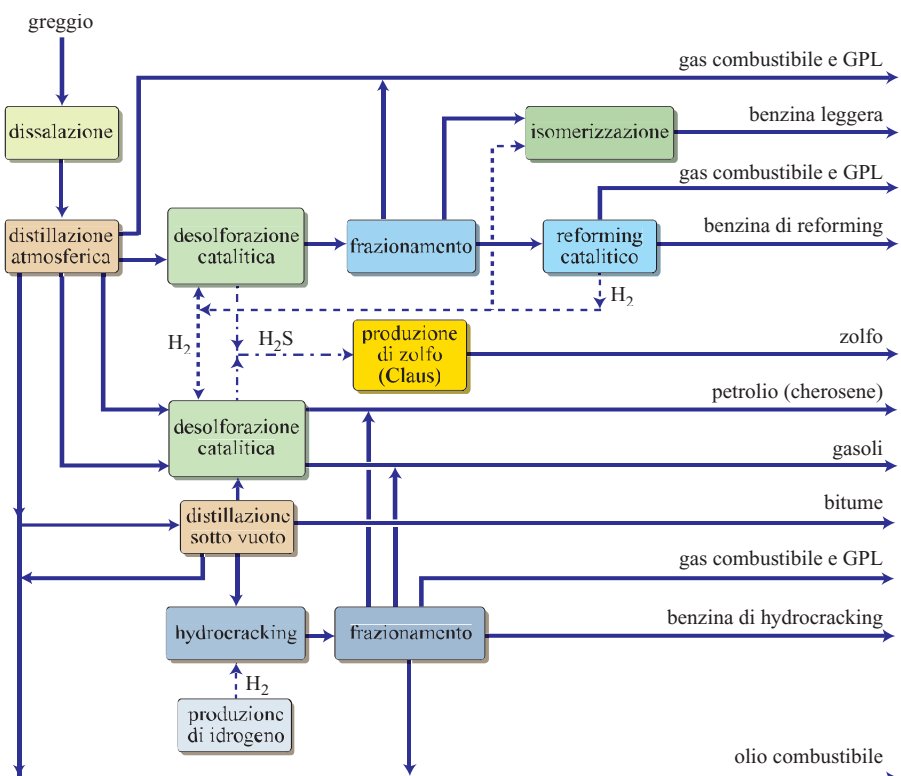 greggio
gas combustibile e GPL
dissalazione
isomerizzazione
benzina leggera
gas combustibile e GPL
distillazione
atmosferica
desolforazione
catalitica
frazionamento
reforming
catalitico
benzina di reforming
H₂
H₂
H₂S
produzione
di zolfo
(Claus)
zolfo
petrolio (cherosene)
desolforazione
catalitica
gasoli
distillazione
sotto vuoto
bitume
gas combustibile e GPL
hydrocracking
frazionamento
benzina di hydrocracking
H₂
produzione
di idrogeno
olio combustibile